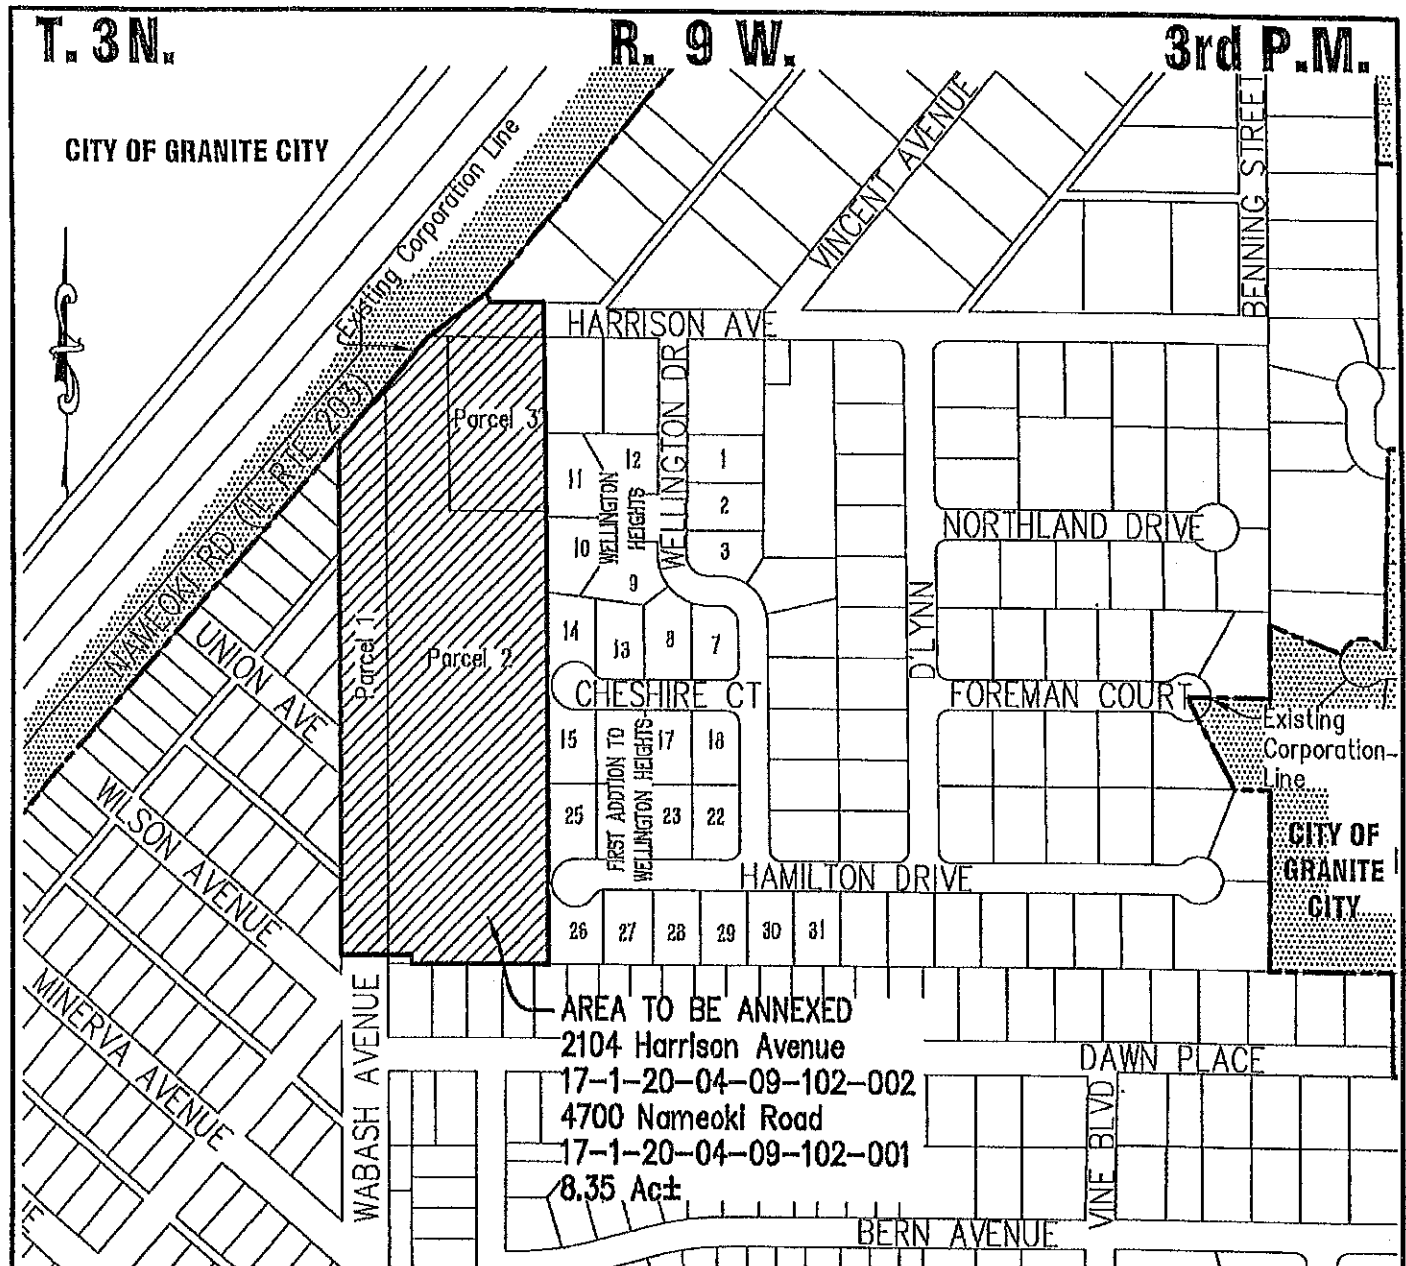 T. 3 N. R. 9 W. 3rd P.M.
CITY OF GRANITE CITY
Existing Corporation Line
NAMEOKI RD (IL RTE 203)
VINCENT AVENUE
BENNING STREET
HARRISON AVE
WELLINGTON DR
Parcel 3
Parcel 1
Parcel 2
12
11
1
2
3
10
9
WELLINGTON
HEIGHTS
14
13
8
7
NORTHLAND DRIVE
D'LYNN
UNION AVE
CHESHIRE CT
FOREMAN COURT
Existing
Corporation
Line
15
17
18
FIRST ADDTION TO
WELLINGTON HEIGHTS
25
23
22
WILSON AVENUE
CITY OF
GRANITE
CITY
HAMILTON DRIVE
26
27
28
29
30
31
MINERVA AVENUE
WABASH AVENUE
AREA TO BE ANNEXED
2104 Harrison Avenue
17-1-20-04-09-102-002
4700 Nameoki Road
17-1-20-04-09-102-001
8.35 Ac±
DAWN PLACE
VINE BLVD
BERN AVENUE